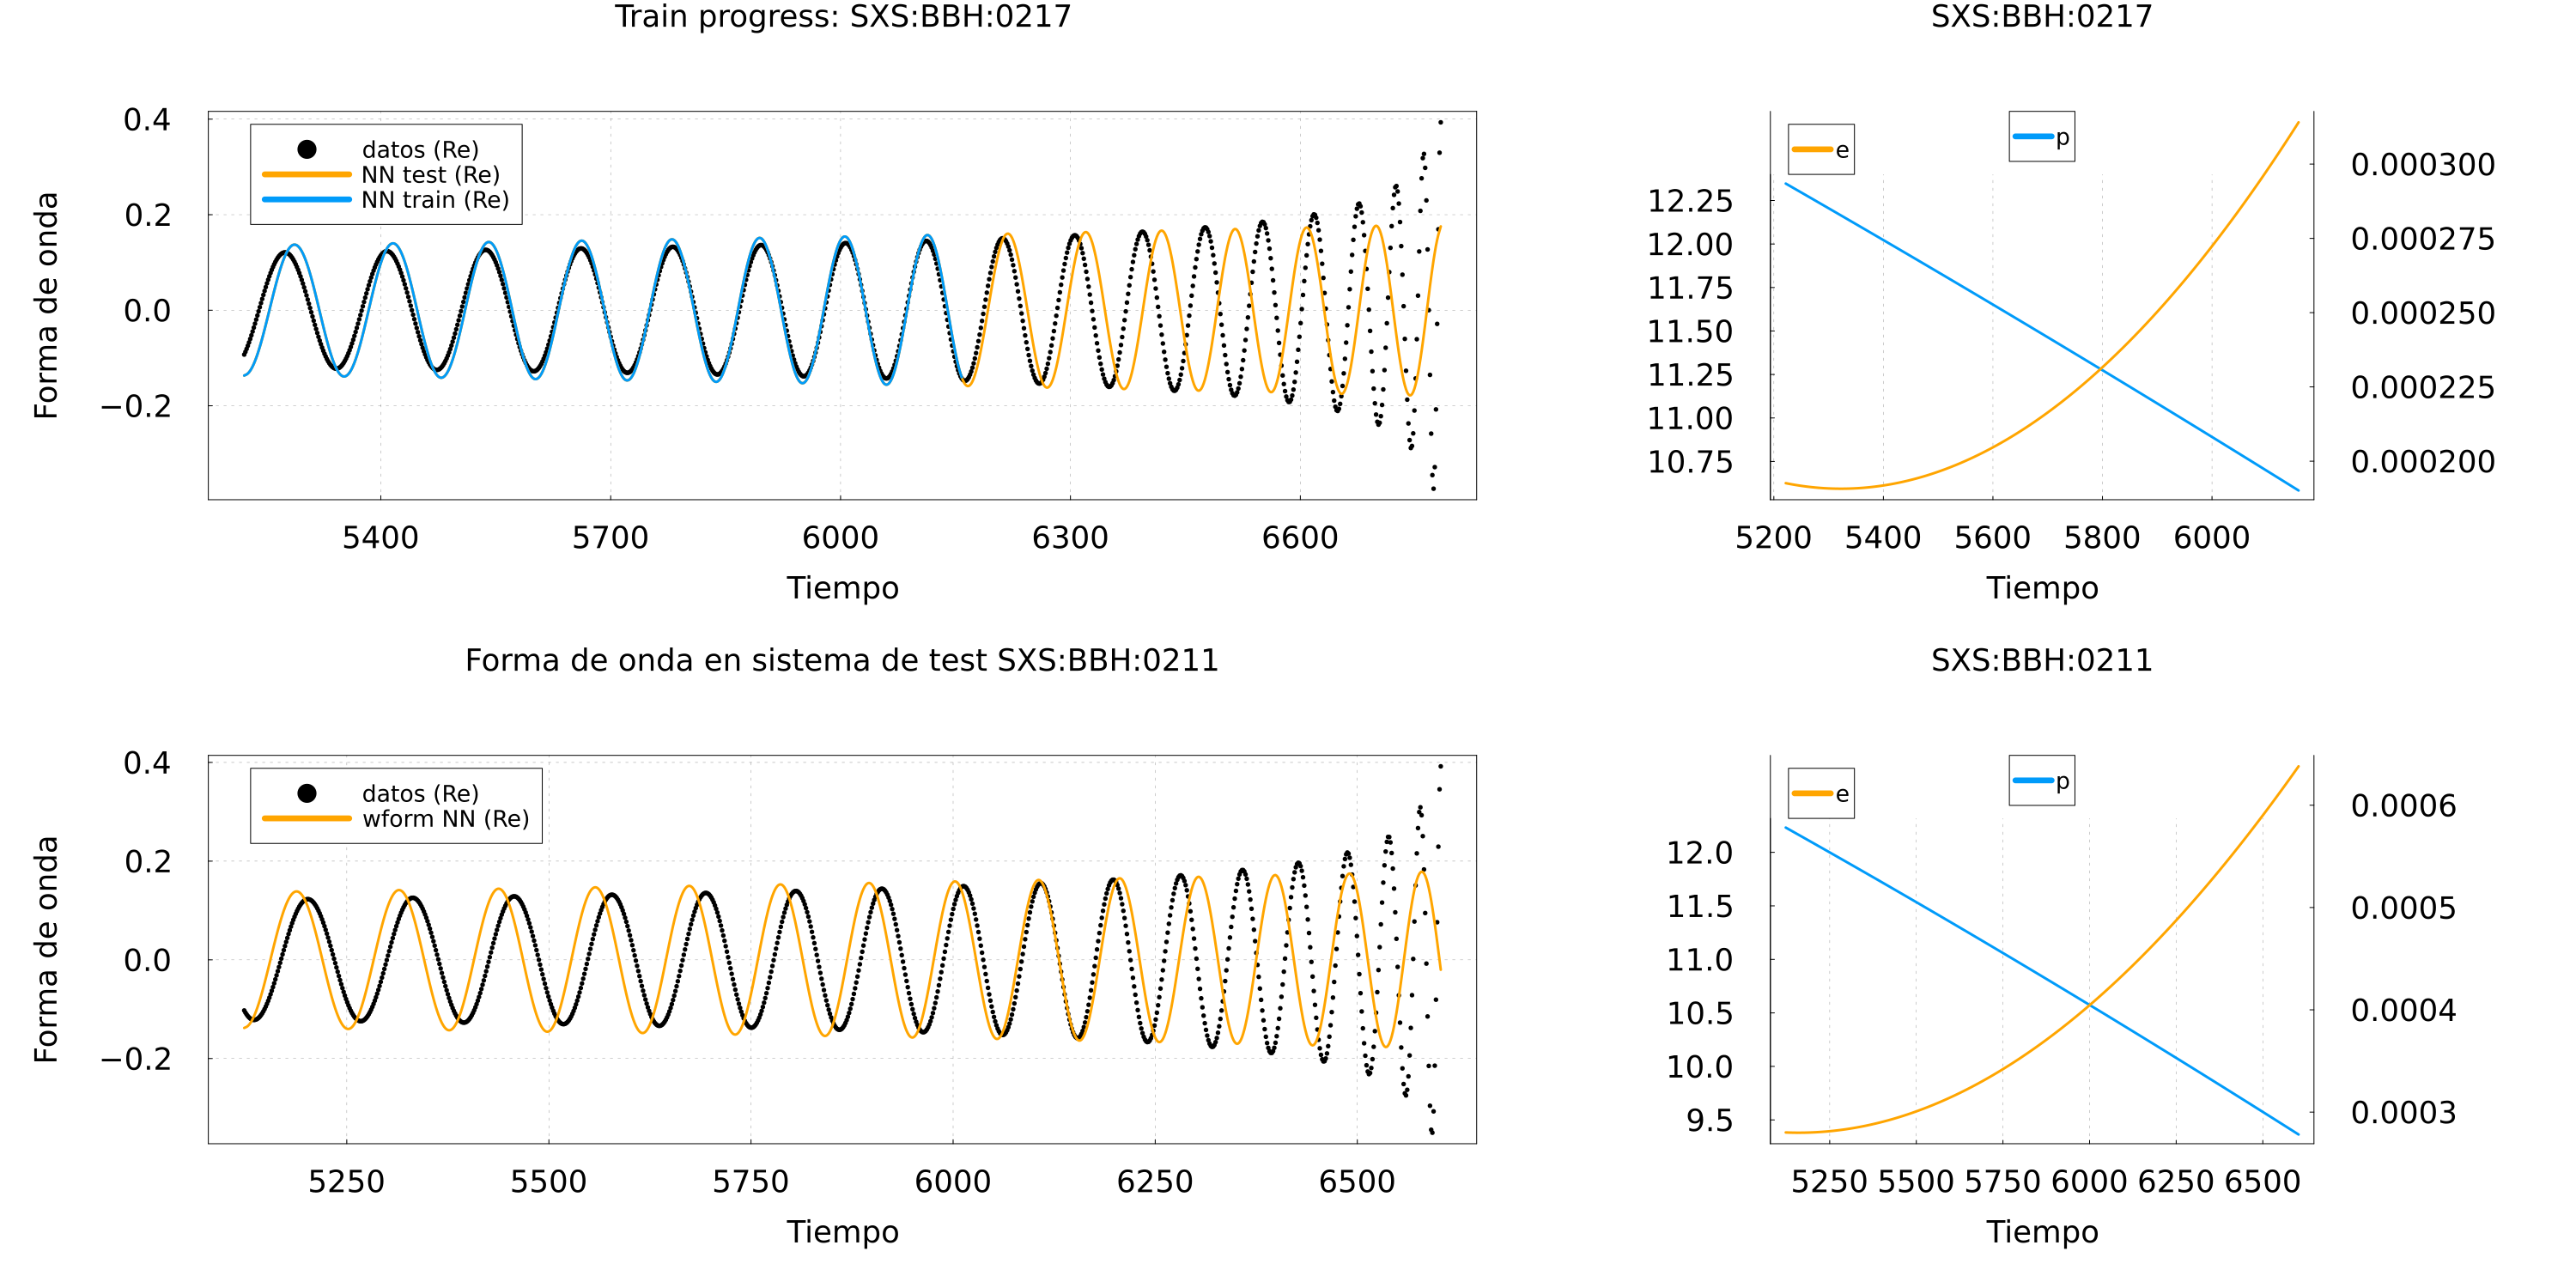 Train progress: SXS:BBH:0217
Forma de onda
0.4
0.2
0.0
−0.2
datos (Re)
NN test (Re)
NN train (Re)
5400 5700 6000 6300 6600
Tiempo
SXS:BBH:0217
e
p
12.25
12.00
11.75
11.50
11.25
11.00
10.75
0.000300
0.000275
0.000250
0.000225
0.000200
5200 5400 5600 5800 6000
Tiempo
Forma de onda en sistema de test SXS:BBH:0211
Forma de onda
0.4
0.2
0.0
−0.2
datos (Re)
wform NN (Re)
5250 5500 5750 6000 6250 6500
Tiempo
SXS:BBH:0211
e
p
12.0
11.5
11.0
10.5
10.0
9.5
0.0006
0.0005
0.0004
0.0003
5250 5500 5750 6000 6250 6500
Tiempo